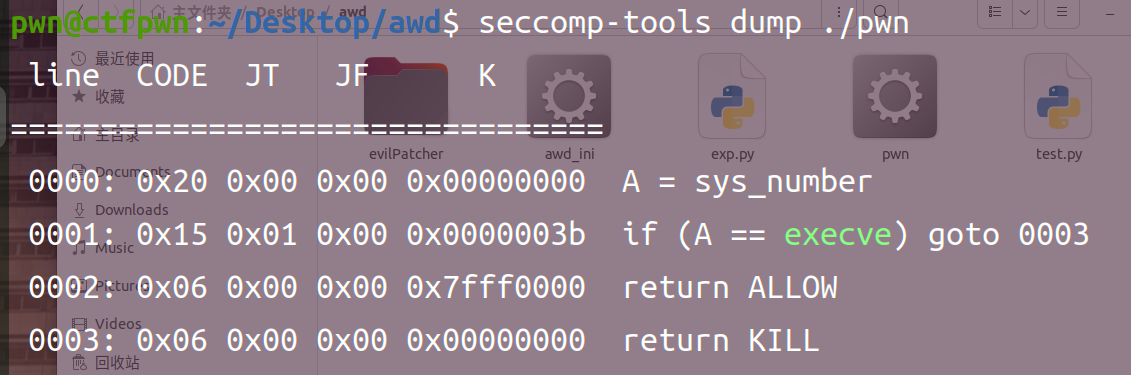 主文件夹 / Desktop / awd
pwn@ctfpwn:~/Desktop/awd$ seccomp-tools dump ./pwn
最近使用
line  CODE  JT   JF      K
收藏
=================================
主目录
evilPatcher awd_ini exp.py pwn test.py
Documents
0000: 0x20 0x00 0x00 0x00000000  A = sys_number
Downloads
0001: 0x15 0x01 0x00 0x0000003b  if (A == execve) goto 0003
Music
0002: 0x06 0x00 0x00 0x7fff0000  return ALLOW
Pictures
Videos
0003: 0x06 0x00 0x00 0x00000000  return KILL
回收站